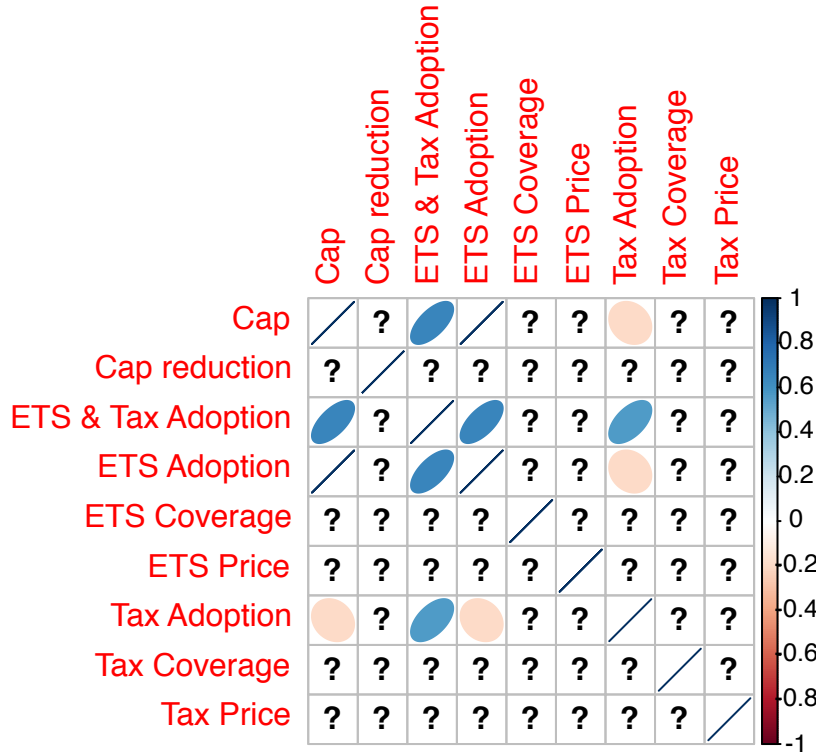 Cap
Cap reduction
ETS & Tax Adoption
ETS Adoption
ETS Coverage
ETS Price
Tax Adoption
Tax Coverage
Tax Price
Cap ? ? ? ? ?
Cap reduction ? ? ? ? ? ? ? ?
ETS & Tax Adoption ? ? ? ? ?
ETS Adoption ? ? ? ? ?
ETS Coverage ? ? ? ? ? ? ? ?
ETS Price ? ? ? ? ? ? ? ?
Tax Adoption ? ? ? ? ?
Tax Coverage ? ? ? ? ? ? ? ?
Tax Price ? ? ? ? ? ? ? ?
1
0.8
0.6
0.4
0.2
0
-0.2
-0.4
-0.6
-0.8
-1